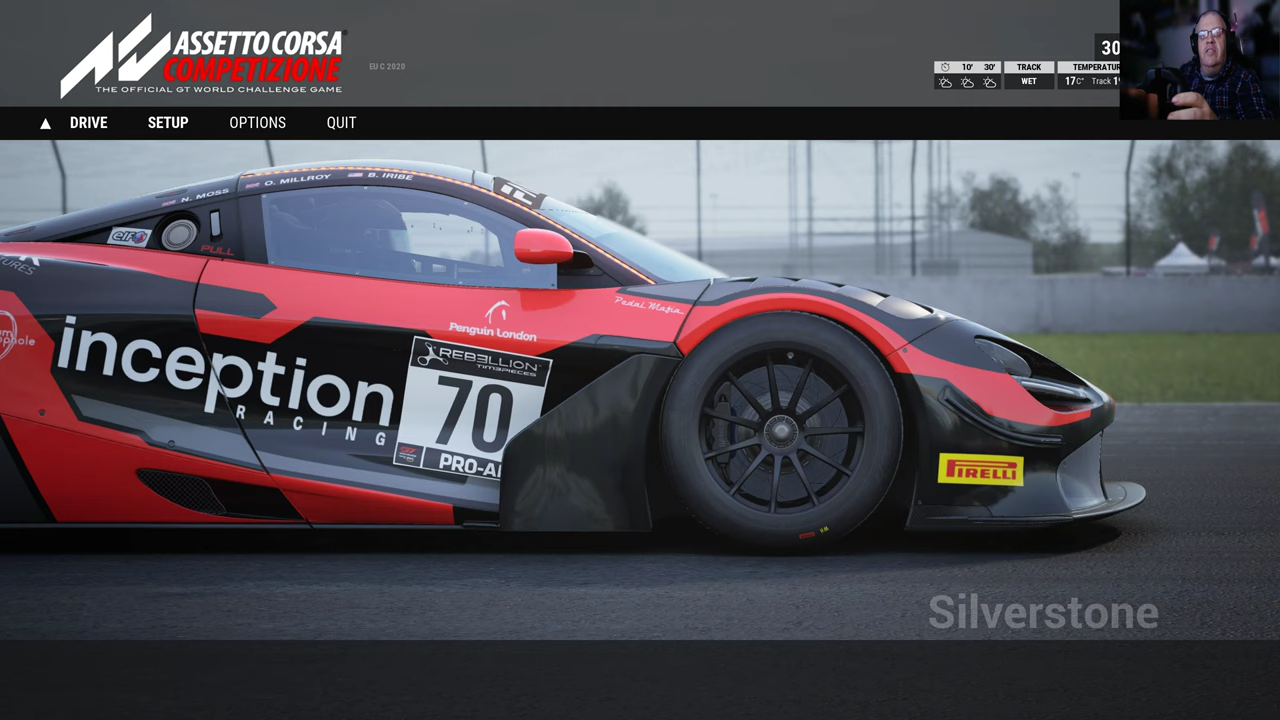 ASSETTO CORSA
COMPETIZIONE
THE OFFICIAL GT WORLD CHALLENGE GAME
EU C 2020
30
10' 30' TRACK
WET 17C° Track
DRIVE SETUP OPTIONS QUIT
N. MOSS O. MILLROY B. IRIBE
elf PULL
Pedal Mafia
Penguin London
inception
RACING
REBELLION
TIMEPIECES
70
PRO-A
PIRELLI
Silverstone